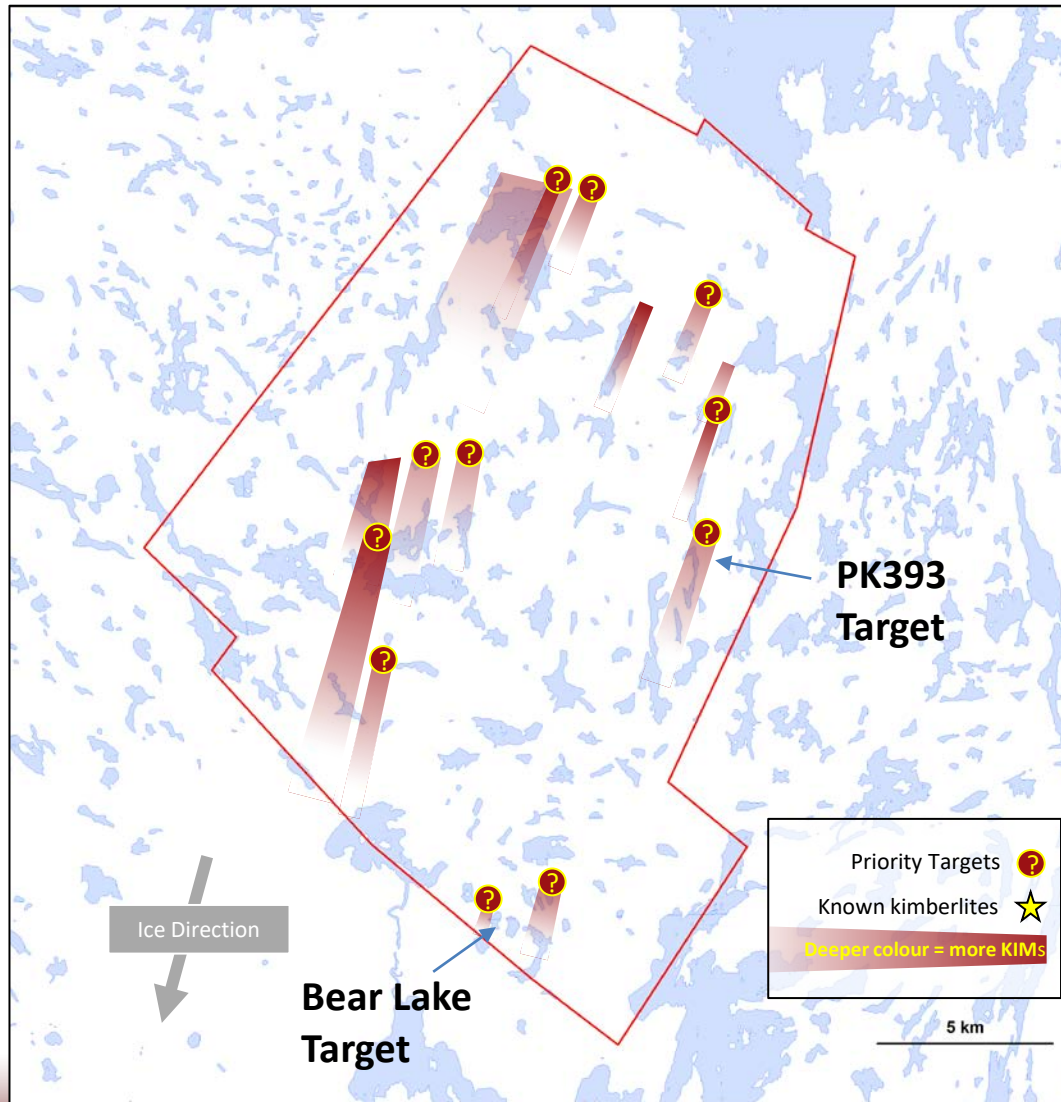 ?
?
?
?
?
?
?
?
?
PK393
Target
?
?
?
Bear Lake
Target
Ice Direction
Priority Targets ?
Known kimberlites
Deeper colour = more KIMs
5 km